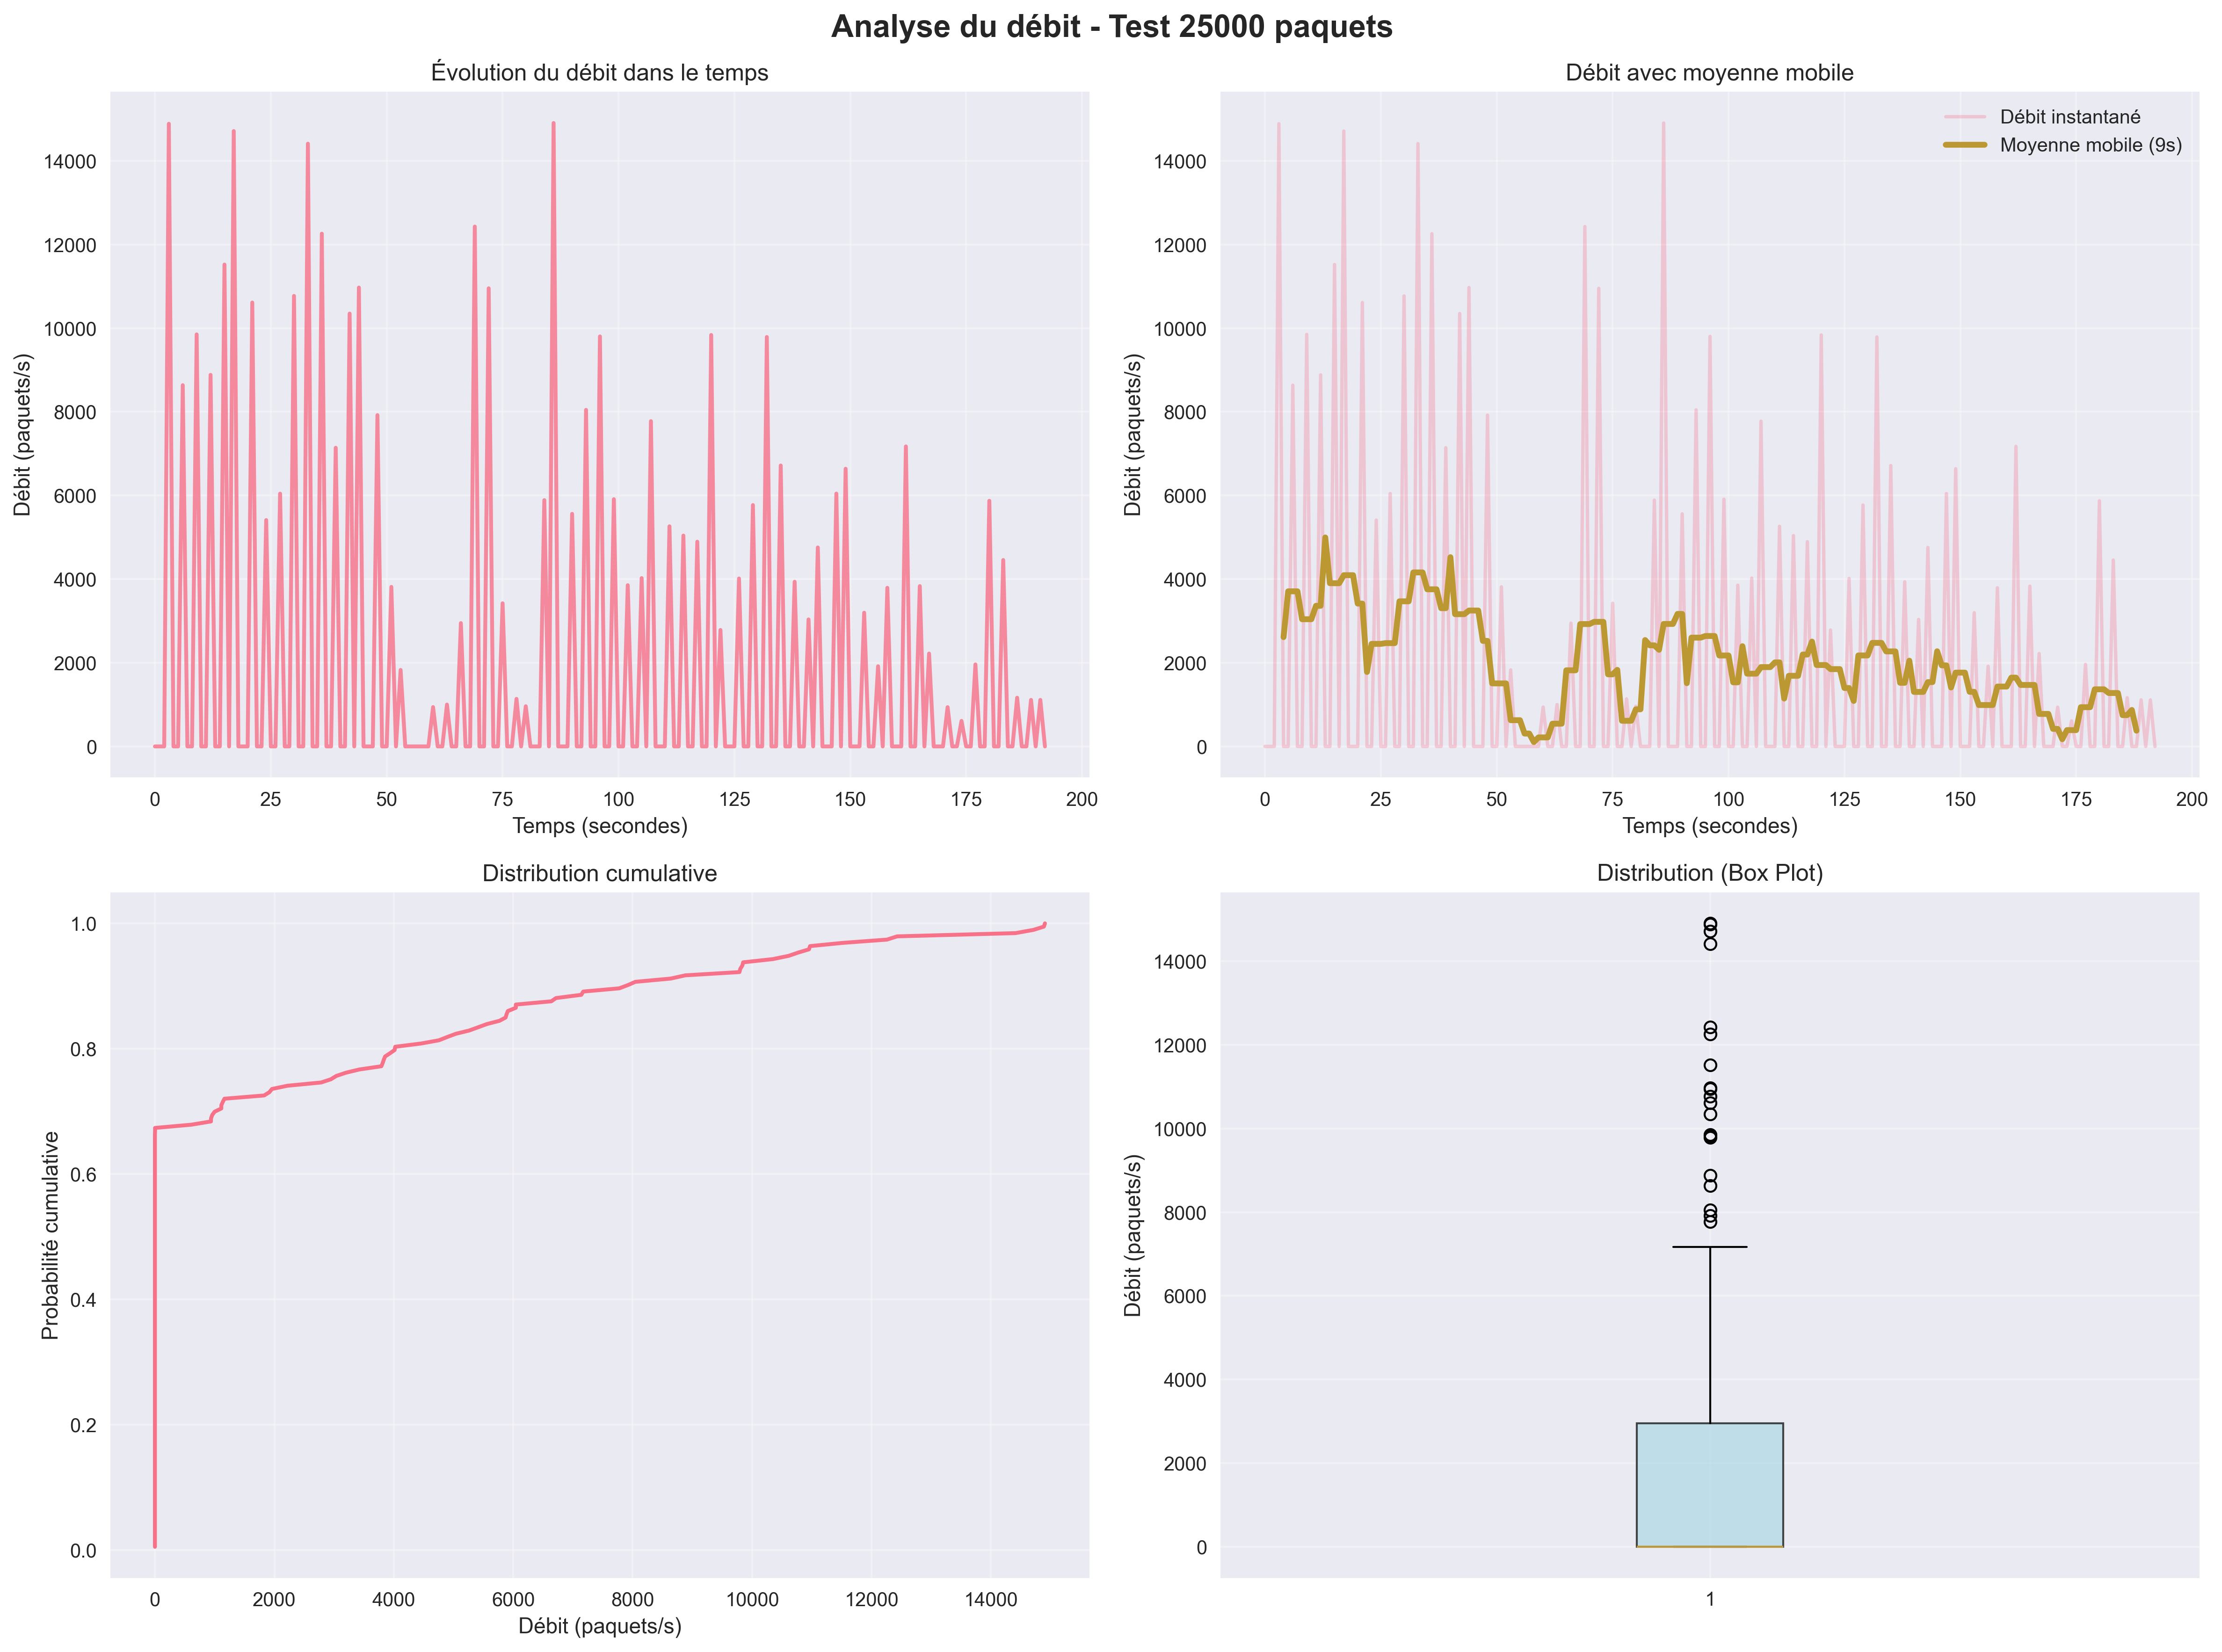 Analyse du débit - Test 25000 paquets
Évolution du débit dans le temps
Débit (paquets/s)
14000
12000
10000
8000
6000
4000
2000
0
0 25 50 75 100 125 150 175 200
Temps (secondes)
Débit avec moyenne mobile
Débit instantané
Moyenne mobile (9s)
Débit (paquets/s)
14000
12000
10000
8000
6000
4000
2000
0
0 25 50 75 100 125 150 175 200
Temps (secondes)
Distribution cumulative
Probabilité cumulative
1.0
0.8
0.6
0.4
0.2
0.0
0 2000 4000 6000 8000 10000 12000 14000
Débit (paquets/s)
Distribution (Box Plot)
Débit (paquets/s)
14000
12000
10000
8000
6000
4000
2000
0
1